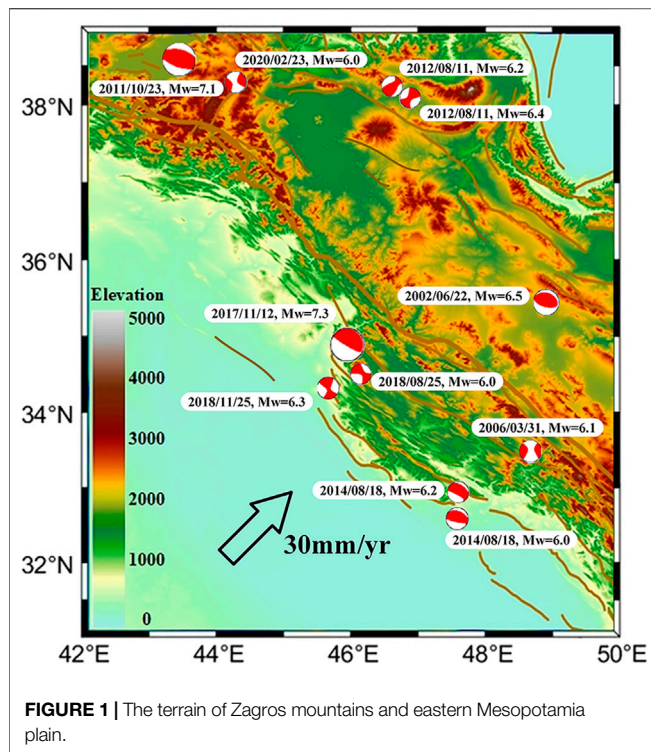 2020/02/23, Mw=6.0
2012/08/11, Mw=6.2
2011/10/23, Mw=7.1
2012/08/11, Mw=6.4
38°N
36°N
34°N
32°N
Elevation
5000
4000
3000
2000
1000
0
2002/06/22, Mw=6.5
2017/11/12, Mw=7.3
2018/08/25, Mw=6.0
2018/11/25, Mw=6.3
2006/03/31, Mw=6.1
2014/08/18, Mw=6.2
2014/08/18, Mw=6.0
30mm/yr
42°E
44°E
46°E
48°E
50°E
FIGURE 1 | The terrain of Zagros mountains and eastern Mesopotamia
plain.